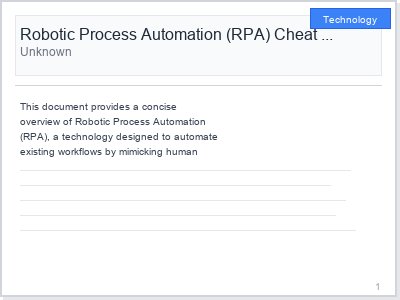 Technology
Robotic Process Automation (RPA) Cheat ...
Unknown
This document provides a concise
overview of Robotic Process Automation
(RPA), a technology designed to automate
existing workflows by mimicking human
1